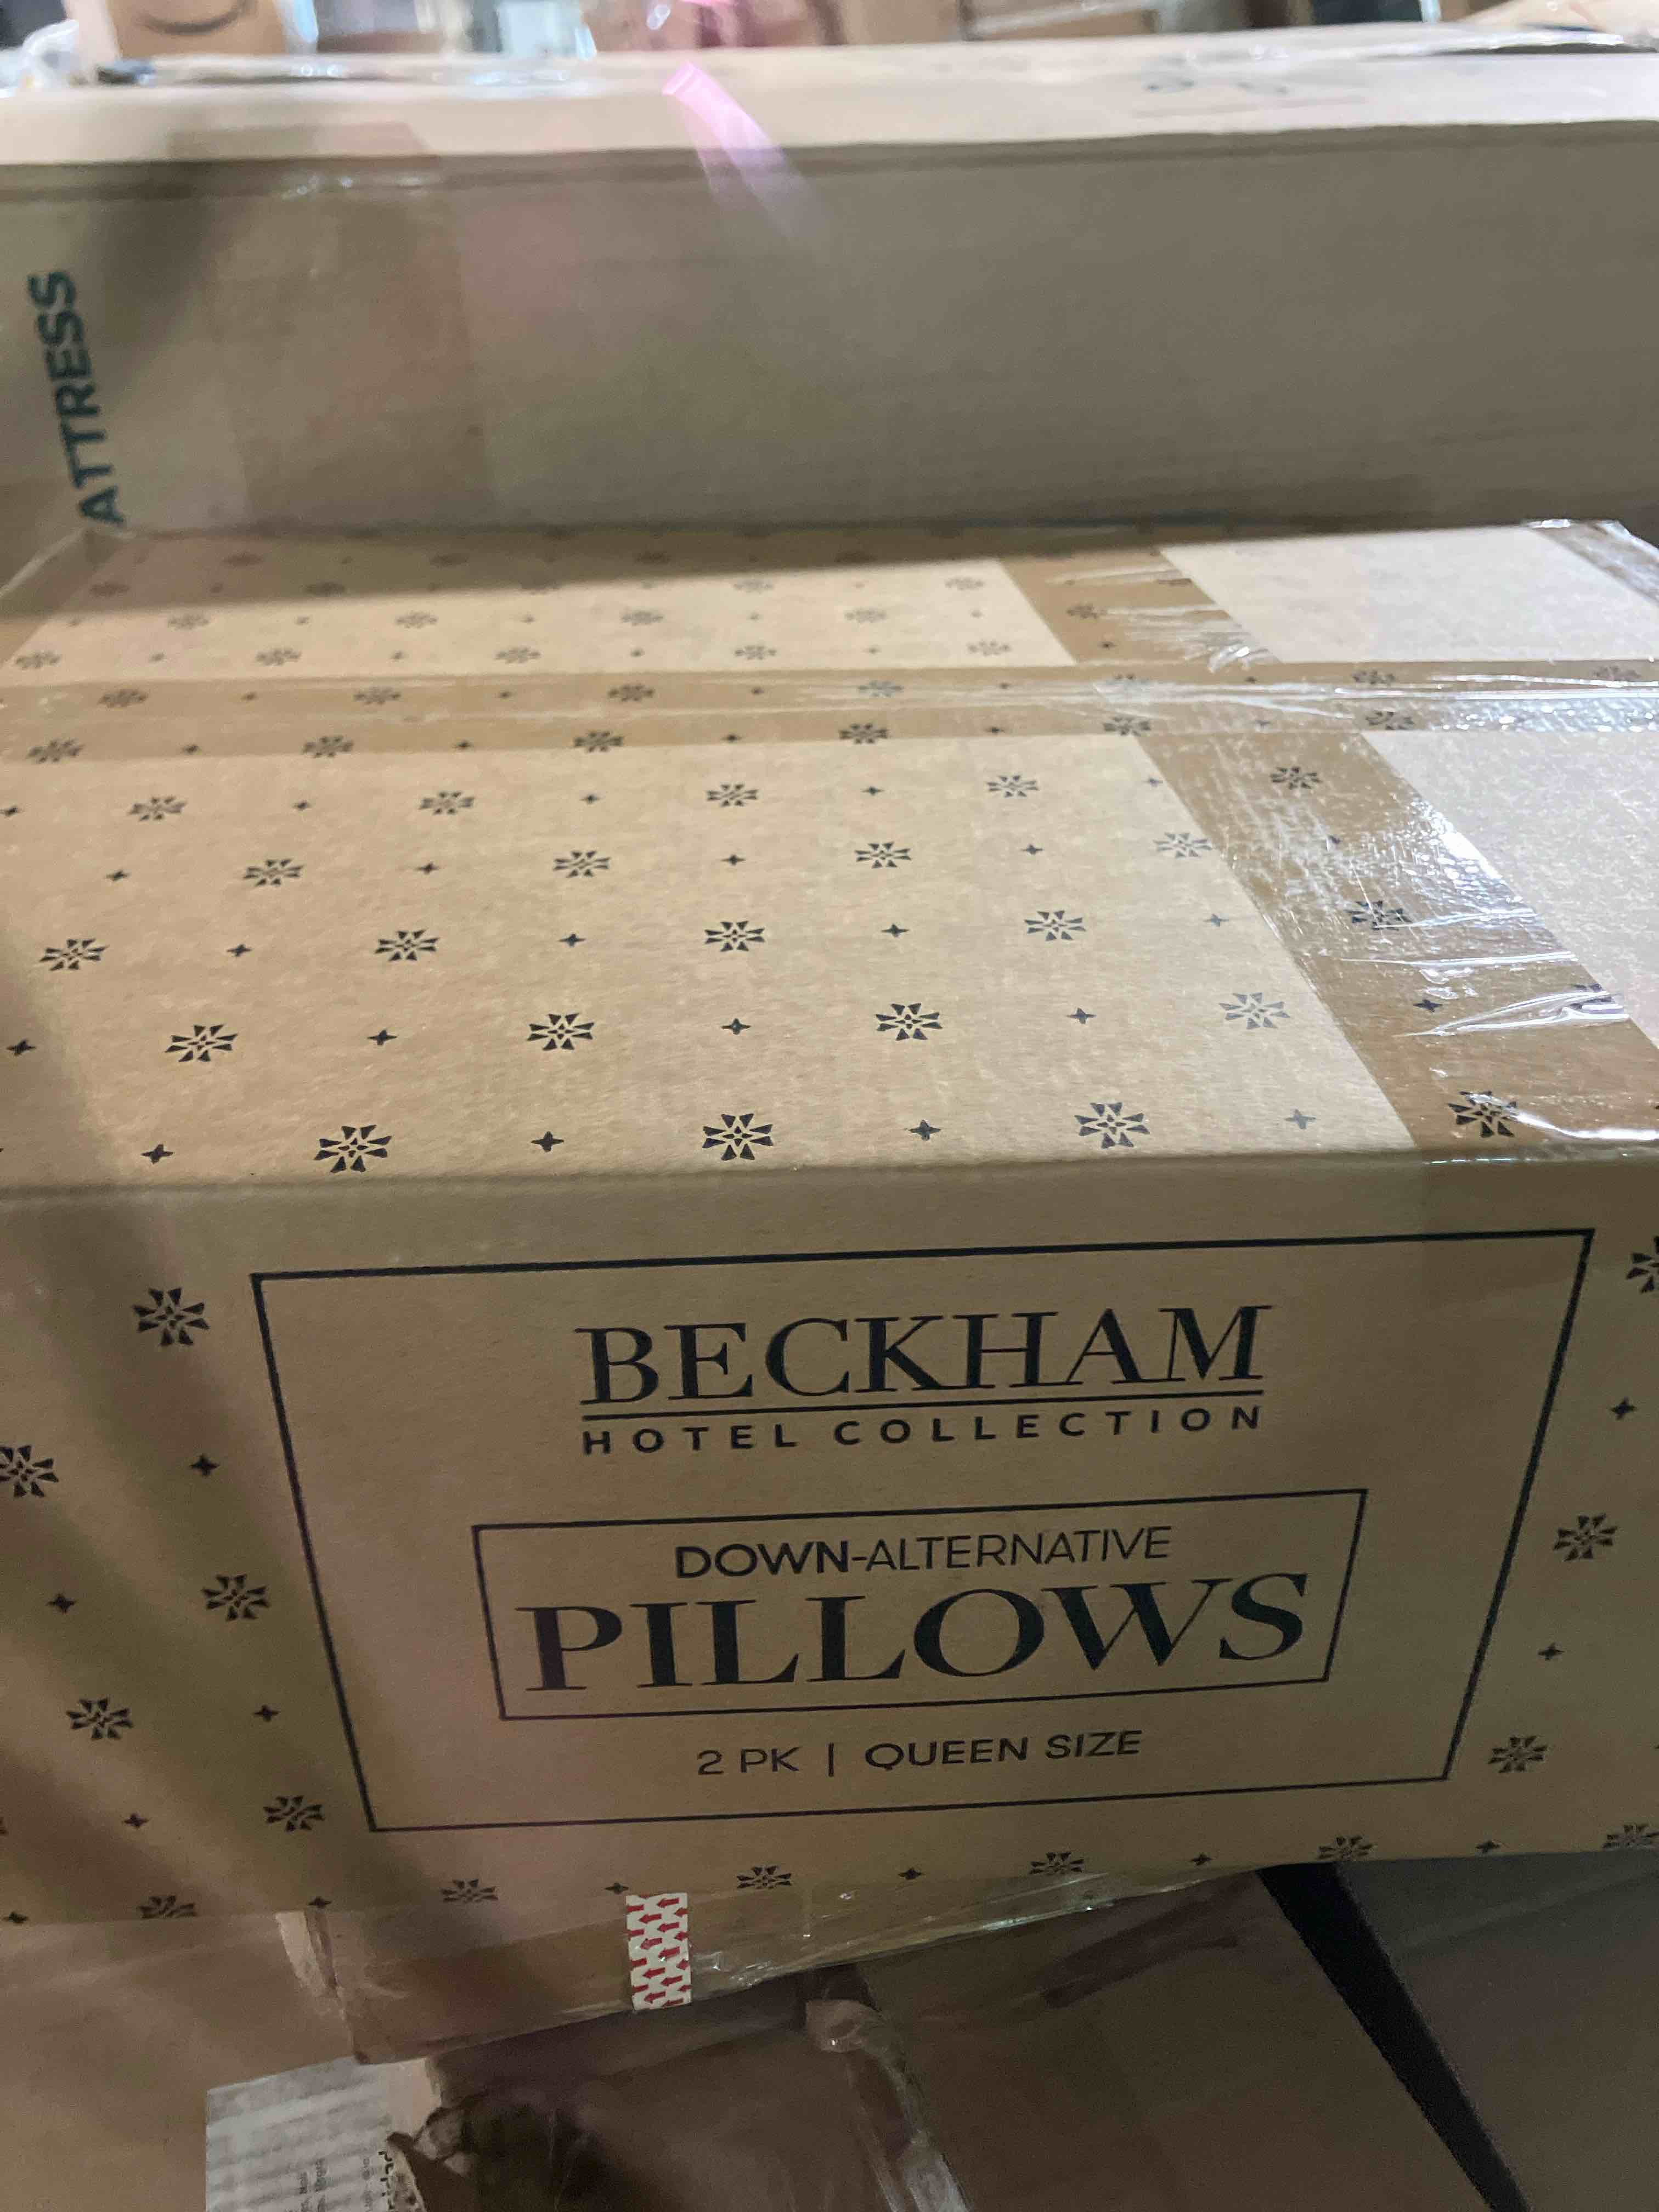 ATTRESS
BECKHAM
HOTEL COLLECTION
DOWN-ALTERNATIVE
PILLOWS
2 PK | QUEEN SIZE